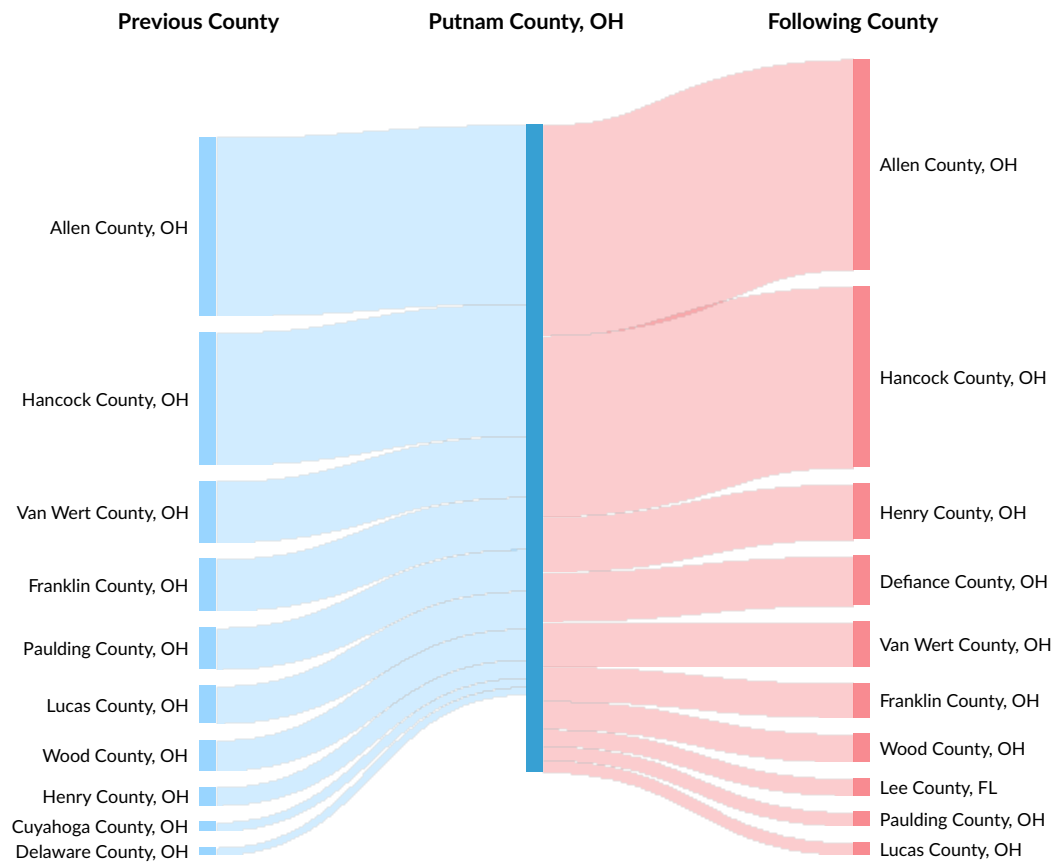 Previous County
Putnam County, OH
Following County
Allen County, OH
Hancock County, OH
Van Wert County, OH
Franklin County, OH
Paulding County, OH
Lucas County, OH
Wood County, OH
Henry County, OH
Cuyahoga County, OH
Delaware County, OH
Allen County, OH
Hancock County, OH
Henry County, OH
Defiance County, OH
Van Wert County, OH
Franklin County, OH
Wood County, OH
Lee County, FL
Paulding County, OH
Lucas County, OH